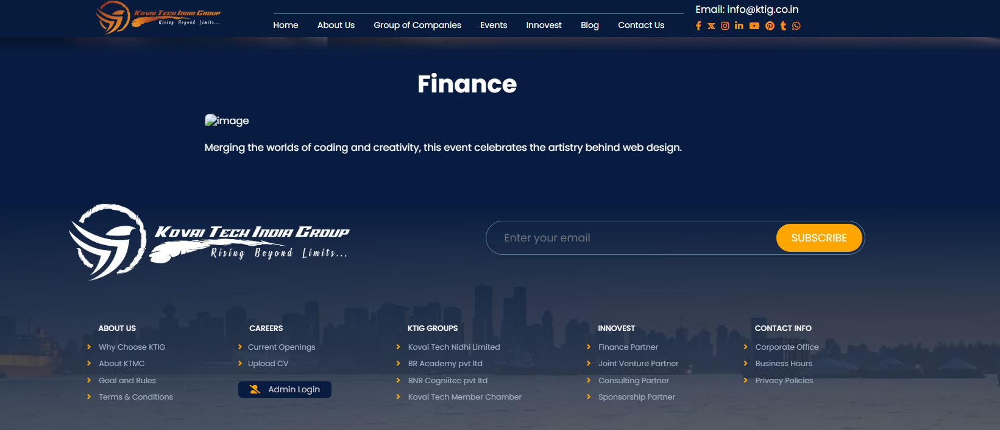 Kovai Tech India Group
Rising Beyond Limits...
Email: info@ktig.co.in
Home About Us Group of Companies Events Innovest Blog Contact Us
Finance
image
Merging the worlds of coding and creativity, this event celebrates the artistry behind web design.
Kovai Tech India Group
Rising Beyond Limits...
Enter your email
SUBSCRIBE
ABOUT US
Why Choose KTIG
About KTMC
Goal and Rules
Terms & Conditions
CAREERS
Current Openings
Upload CV
Admin Login
KTIG GROUPS
Kovai Tech Nidhi Limited
BR Academy pvt ltd
BNR Cogniitec pvt ltd
Kovai Tech Member Chamber
INNOVEST
Finance Partner
Joint Venture Partner
Consulting Partner
Sponsorship Partner
CONTACT INFO
Corporate Office
Business Hours
Privacy Policies